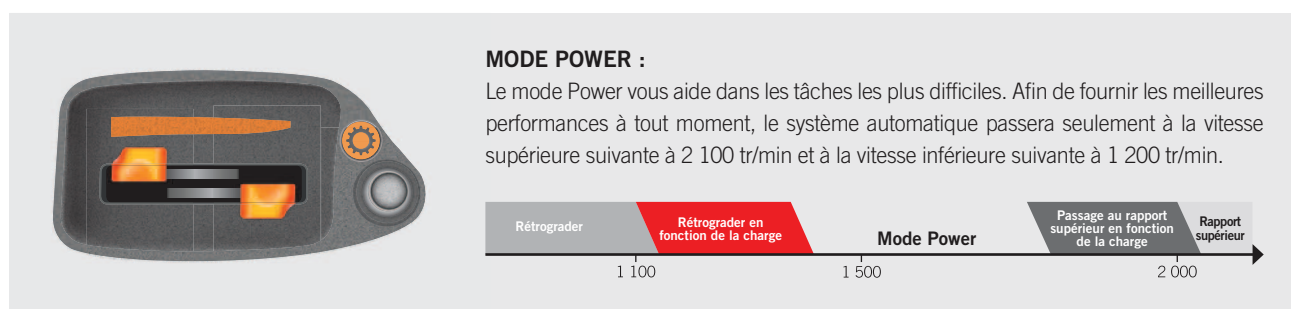 MODE POWER :
Le mode Power vous aide dans les tâches les plus difficiles. Afin de fournir les meilleures
performances à tout moment, le système automatique passera seulement à la vitesse
supérieure suivante à 2 100 tr/min et à la vitesse inférieure suivante à 1 200 tr/min.
Rétrograder
Rétrograder en
fonction de la charge
Mode Power
Passage au rapport
supérieur en fonction
de la charge
Rapport
supérieur
1 100
1 500
2 000